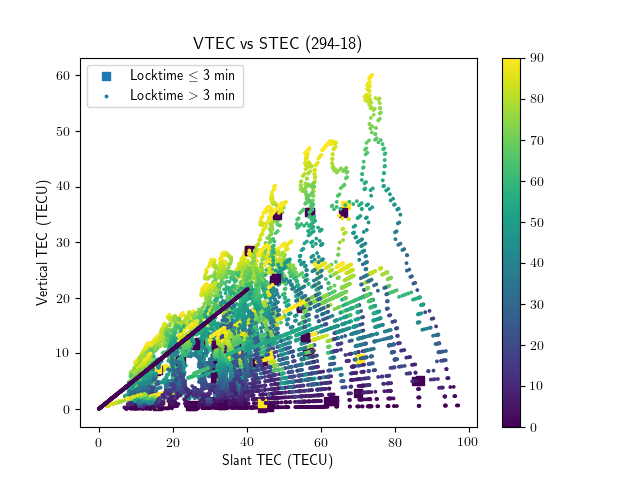 VTEC vs STEC (294-18)
Locktime ≤ 3 min
Locktime > 3 min
Vertical TEC (TECU)
60
50
40
30
20
10
0
0 20 40 60 80 100
Slant TEC (TECU)
90
80
70
60
50
40
30
20
10
0